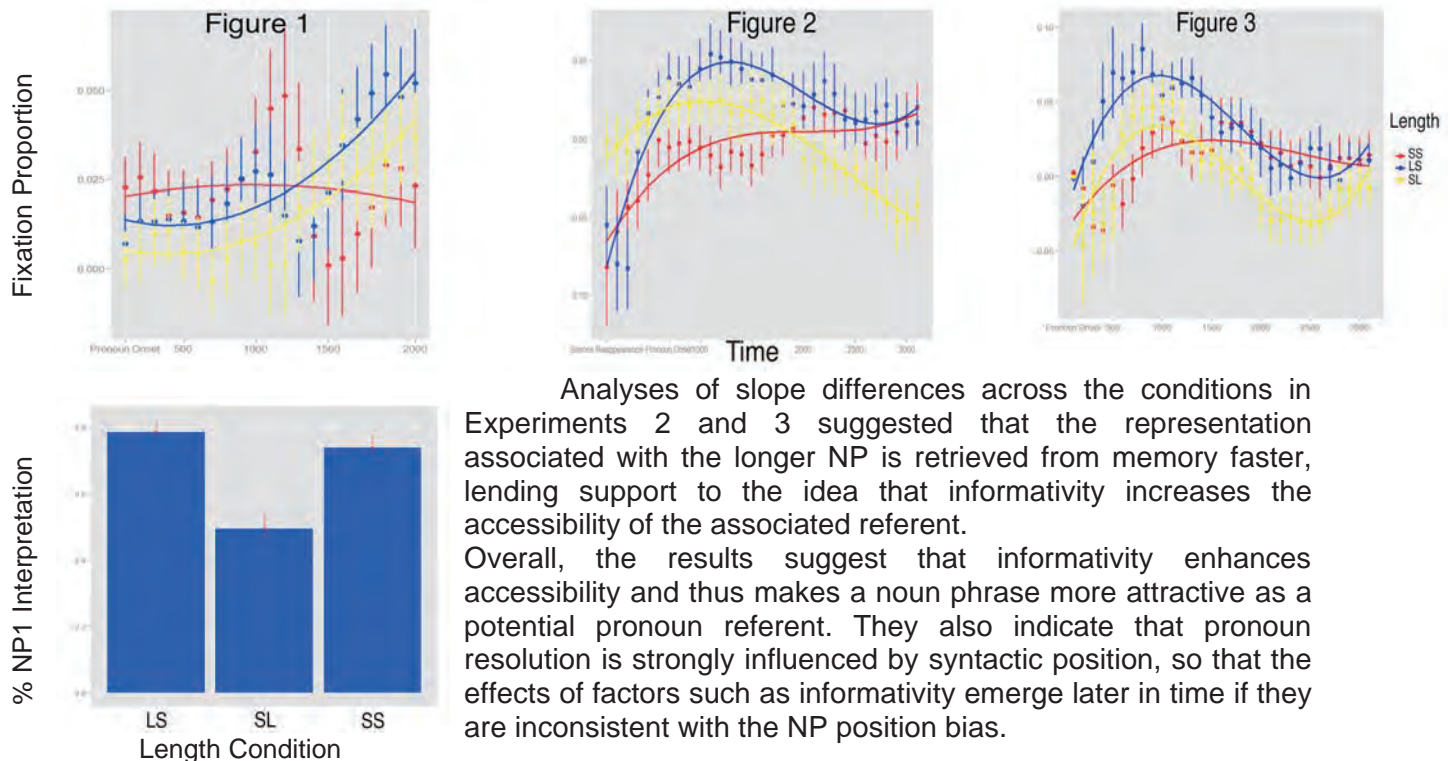 Figure 1
Figure 2
Figure 3
Fixation Proportion
0.050
0.025
0.000
Pronoun Onset 500 1000 1500 2000
2000 2500 3000
Time
500 1000 1500 2000 2500
Length
SS
LS
SL
% NP1 Interpretation
LS SL SS
Length Condition
Analyses of slope differences across the conditions in
Experiments 2 and 3 suggested that the representation
associated with the longer NP is retrieved from memory faster,
lending support to the idea that informativity increases the
accessibility of the associated referent.
Overall, the results suggest that informativity enhances
accessibility and thus makes a noun phrase more attractive as a
potential pronoun referent. They also indicate that pronoun
resolution is strongly influenced by syntactic position, so that the
effects of factors such as informativity emerge later in time if they
are inconsistent with the NP position bias.